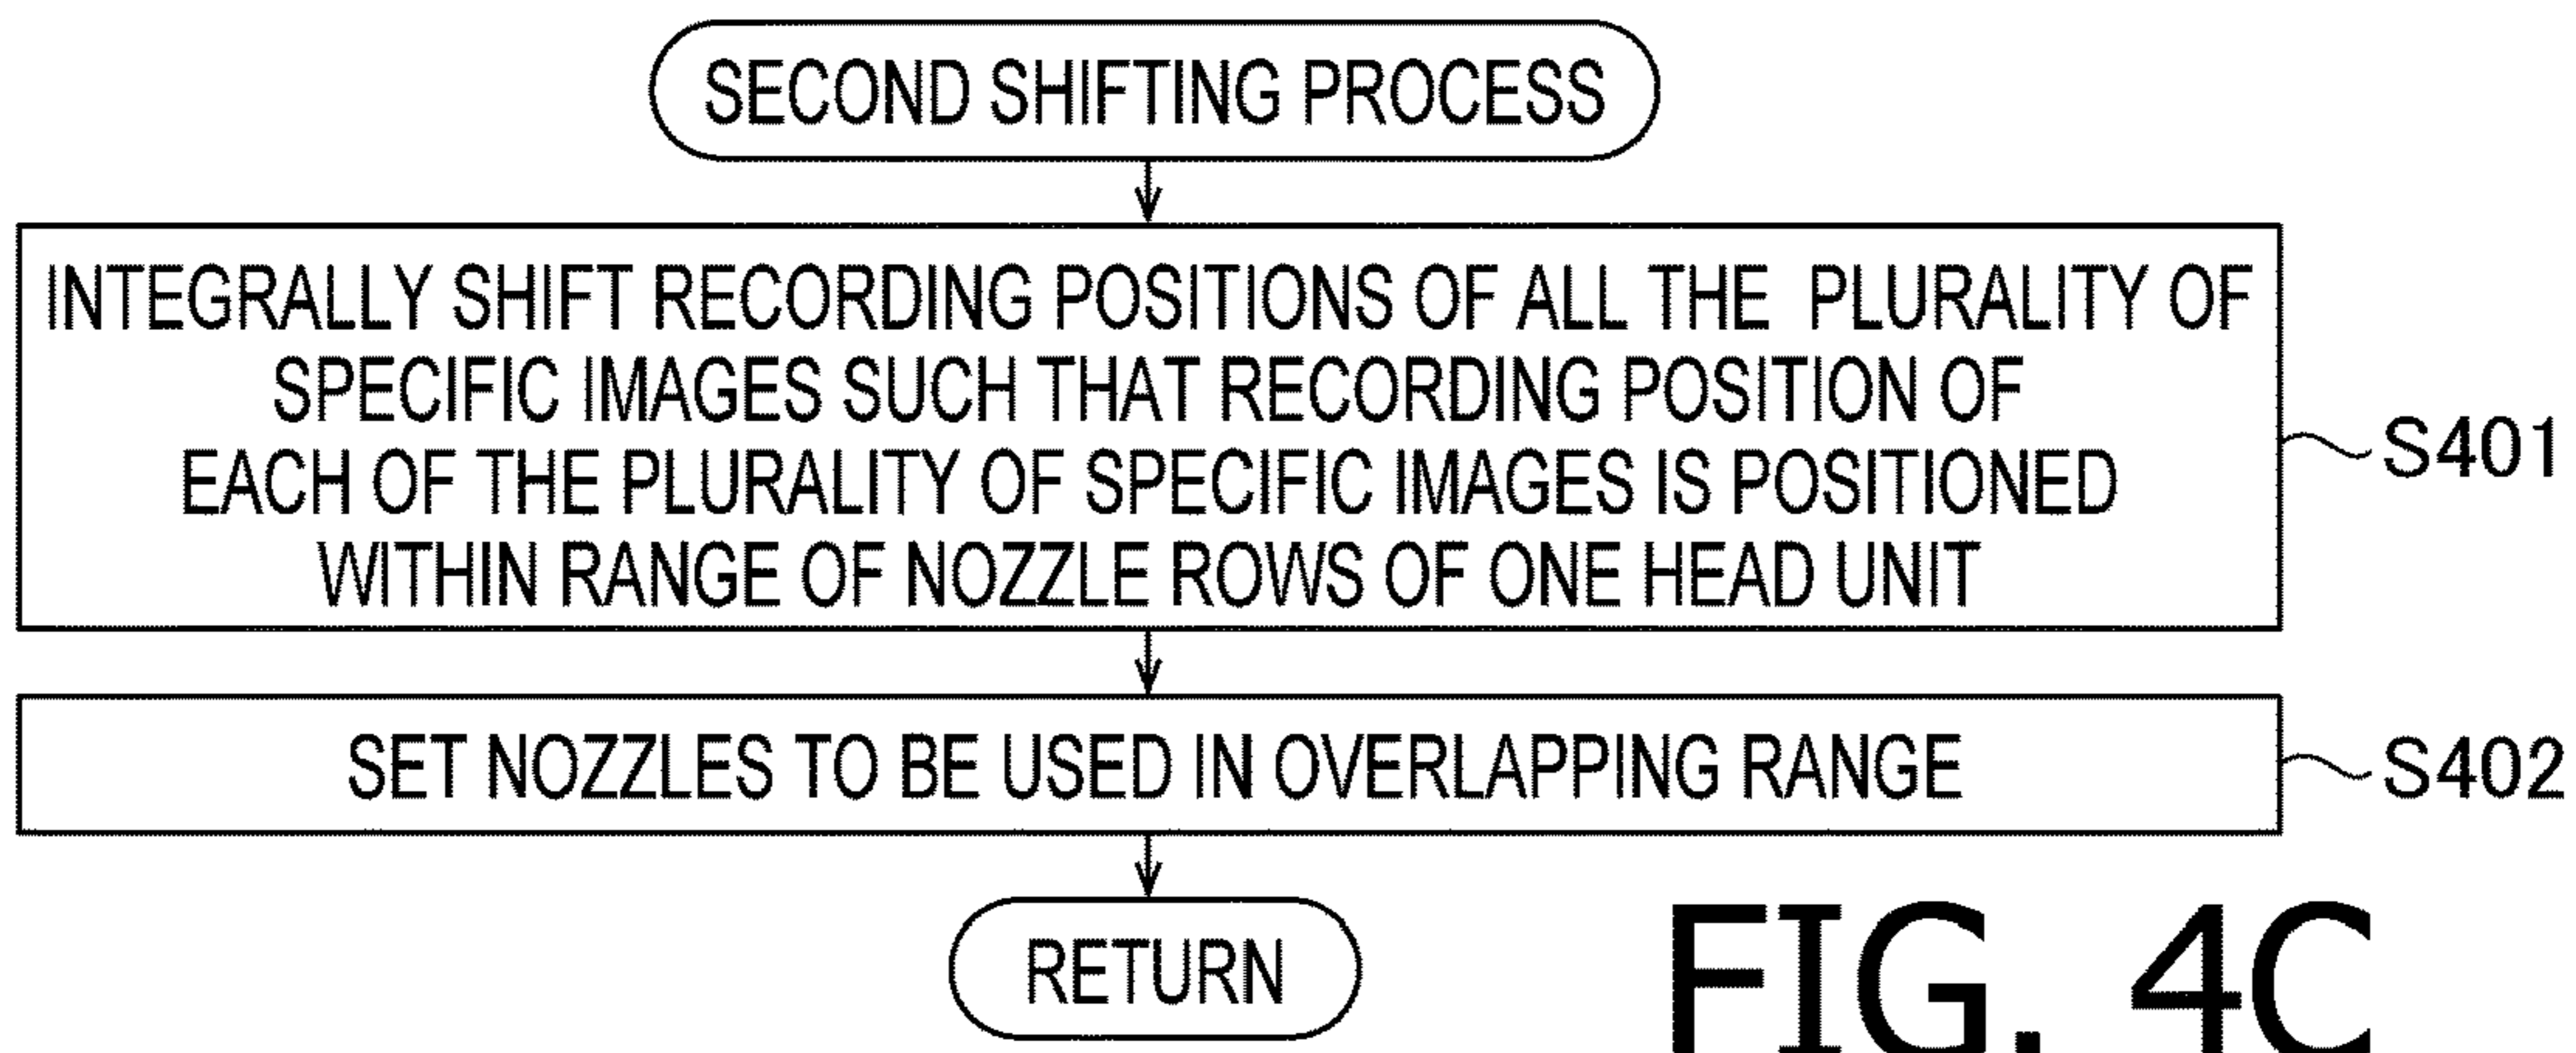 SECOND SHIFTING PROCESS
INTEGRALLY SHIFT RECORDING POSITIONS OF ALL THE PLURALITY OF
SPECIFIC IMAGES SUCH THAT RECORDING POSITION OF
EACH OF THE PLURALITY OF SPECIFIC IMAGES IS POSITIONED
WITHIN RANGE OF NOZZLE ROWS OF ONE HEAD UNIT
S401
SET NOZZLES TO BE USED IN OVERLAPPING RANGE
S402
RETURN
FIG. 4C